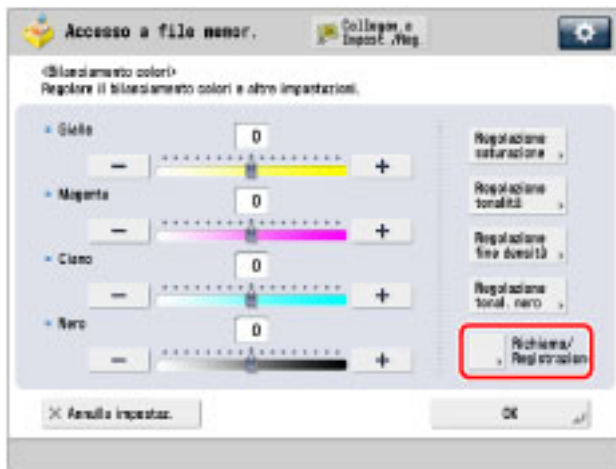 Accesso a file memor.
Collegam.a
Impost./Reg.
<Bilanciamento colori>
Regolare il bilanciamento colori e altre impostazioni.
Giallo
0
Regolazione
saturazione
Magenta
0
Regolazione
tonalità
Ciano
0
Regolazione
fine densità
Nero
0
Regolazione
tonal. nero
Richiama/
Registrazione
Annulla impostaz.
OK